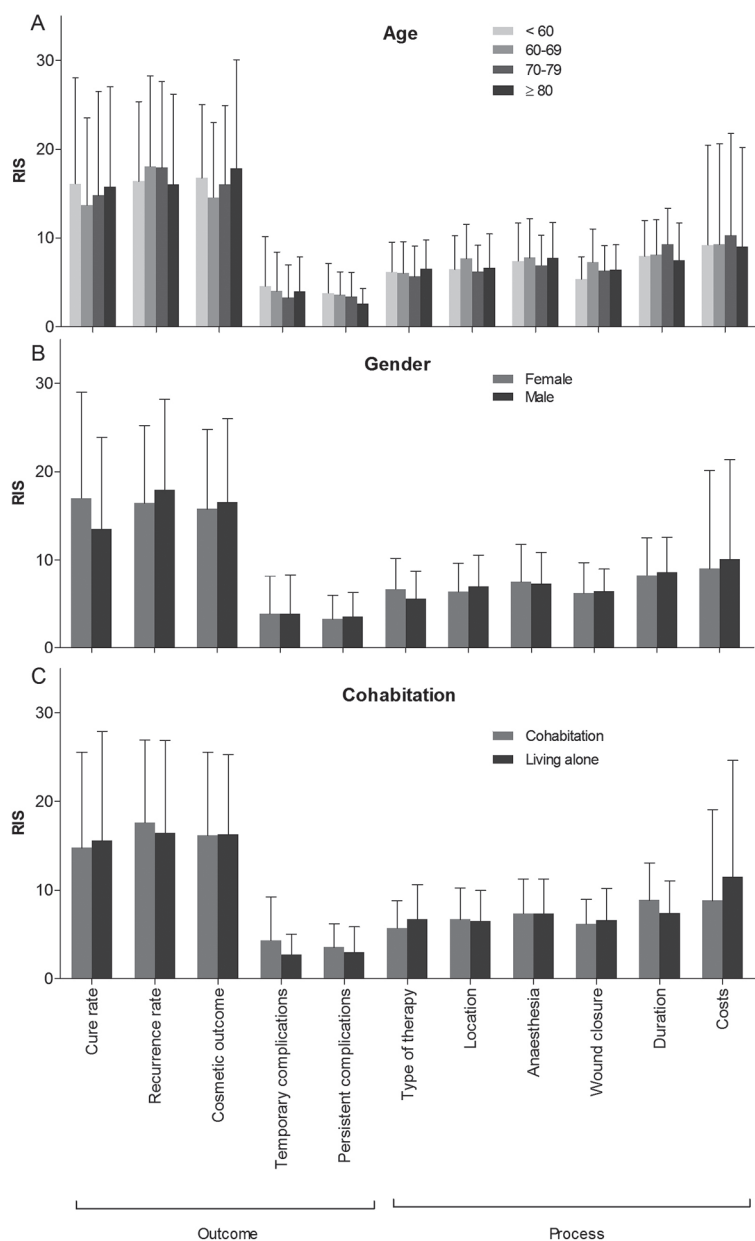 A
Age
< 60
60-69
70-79
≥ 80
RIS
30
20
10
0
B
Gender
Female
Male
RIS
30
20
10
0
C
Cohabitation
Cohabitation
Living alone
RIS
30
20
10
0
Cure rate
Recurrence rate
Cosmetic outcome
Temporary complications
Persistent complications
Type of therapy
Location
Anaesthesia
Wound closure
Duration
Costs
Outcome
Process